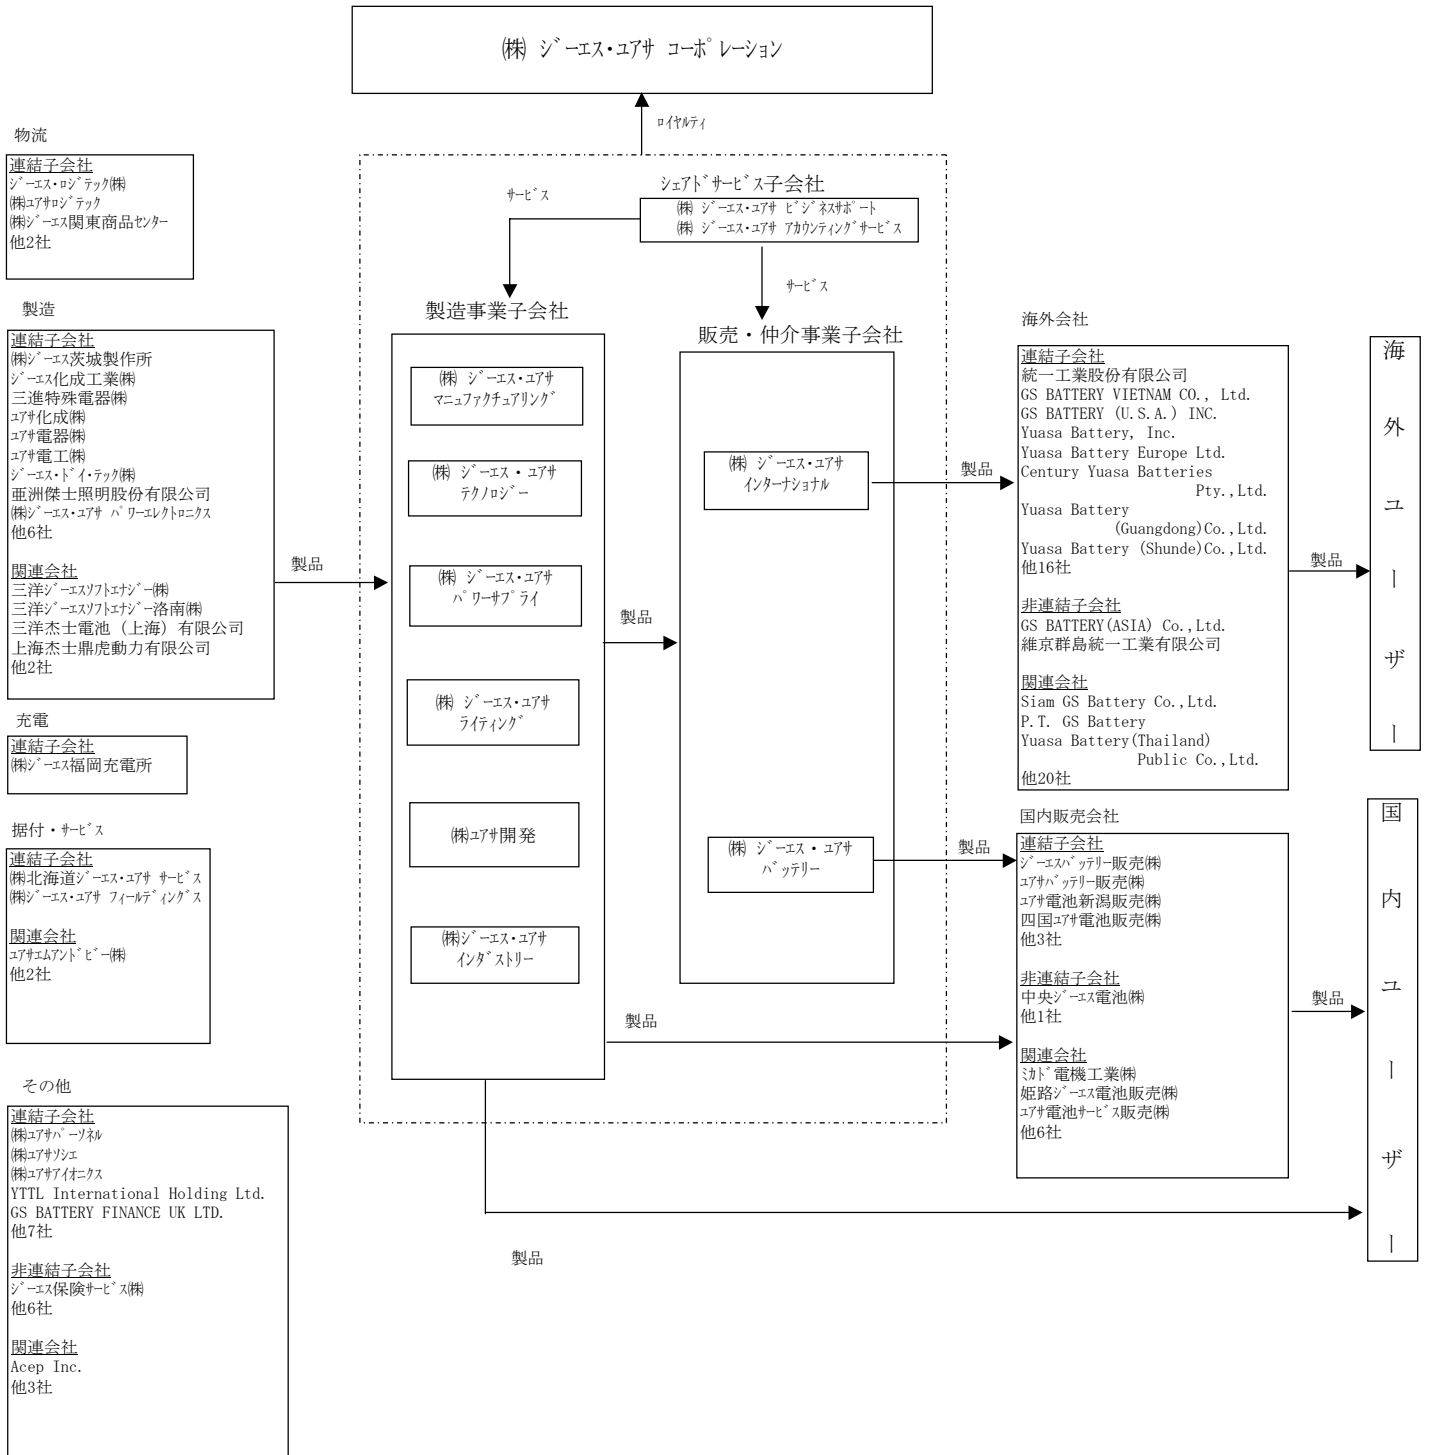 ㈱ ジーエス・ユアサ コーポレーション
ロイヤルティ
物流
連結子会社
ジーエス・ロジテック㈱
㈱ユアサロジテック
㈱ジーエス関東商品センター
他2社
製造
連結子会社
㈱ジーエス茨城製作所
ジーエス化成工業㈱
三進特殊電器㈱
ユアサ化成㈱
ユアサ電器㈱
ユアサ電工㈱
ジーエス・ドイ・テック㈱
亜洲傑士照明股份有限公司
㈱ジーエス・ユアサ パワーエレクトロニクス
他6社
関連会社
三洋ジーエスソフトエナジー㈱
三洋ジーエスソフトエナジー洛南㈱
三洋杰士電池（上海）有限公司
上海杰士鼎虎動力有限公司
他2社
製品
充電
連結子会社
㈱ジーエス福岡充電所
据付・サービス
連結子会社
㈱北海道ジーエス・ユアサ サービス
㈱ジーエス・ユアサ フィールディングス
関連会社
ユアサエムアンドビー㈱
他2社
その他
連結子会社
㈱ユアサパーソネル
㈱ユアサソシエ
㈱ユアサアイオニクス
YTTL International Holding Ltd.
GS BATTERY FINANCE UK LTD.
他7社
非連結子会社
ジーエス保険サービス㈱
他6社
関連会社
Acep Inc.
他3社
シェアドサービス子会社
㈱ ジーエス・ユアサ ビジネスサポート
㈱ ジーエス・ユアサ アカウンティングサービス
サービス
サービス
製造事業子会社
㈱ ジーエス・ユアサ
マニュファクチュアリング
㈱ ジーエス・ユアサ
テクノロジー
㈱ ジーエス・ユアサ
パワーサプライ
㈱ ジーエス・ユアサ
ライティング
㈱ユアサ開発
㈱ジーエス・ユアサ
インダストリー
製品
製品
製品
販売・仲介事業子会社
㈱ ジーエス・ユアサ
インターナショナル
㈱ ジーエス・ユアサ
バッテリー
製品
製品
海外会社
連結子会社
統一工業股份有限公司
GS BATTERY VIETNAM CO., Ltd.
GS BATTERY (U.S.A.) INC.
Yuasa Battery, Inc.
Yuasa Battery Europe Ltd.
Century Yuasa Batteries
Pty.,Ltd.
Yuasa Battery
(Guangdong)Co.,Ltd.
Yuasa Battery (Shunde)Co.,Ltd.
他16社
非連結子会社
GS BATTERY(ASIA) Co.,Ltd.
維京群島統一工業有限公司
関連会社
Siam GS Battery Co.,Ltd.
P.T. GS Battery
Yuasa Battery(Thailand)
Public Co.,Ltd.
他20社
製品
海外ユーザー
国内販売会社
連結子会社
ジーエスバッテリー販売㈱
ユアサバッテリー販売㈱
ユアサ電池新潟販売㈱
四国ユアサ電池販売㈱
他3社
非連結子会社
中央ジーエス電池㈱
他1社
関連会社
ミカド電機工業㈱
姫路ジーエス電池販売㈱
ユアサ電池サービス販売㈱
他6社
製品
国内ユーザー